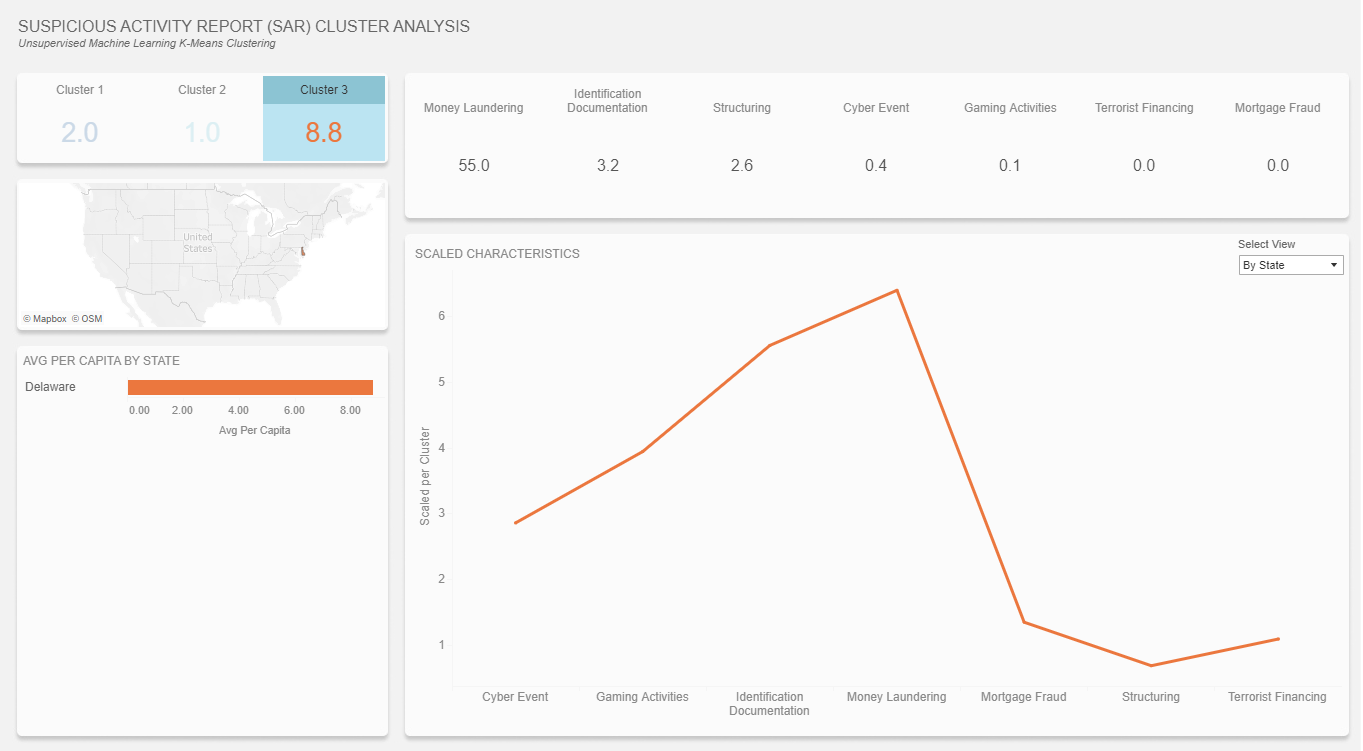 SUSPICIOUS ACTIVITY REPORT (SAR) CLUSTER ANALYSIS
Unsupervised Machine Learning K-Means Clustering
Cluster 1 Cluster 2 Cluster 3
2.0 1.0 8.8
Money Laundering Identification Documentation Structuring Cyber Event Gaming Activities Terrorist Financing Mortgage Fraud
55.0 3.2 2.6 0.4 0.1 0.0 0.0
United
States
© Mapbox © OSM
AVG PER CAPITA BY STATE
Delaware
0.00 2.00 4.00 6.00 8.00
Avg Per Capita
SCALED CHARACTERISTICS
Select View
By State
Scaled per Cluster
6
5
4
3
2
1
Cyber Event Gaming Activities Identification Documentation Money Laundering Mortgage Fraud Structuring Terrorist Financing